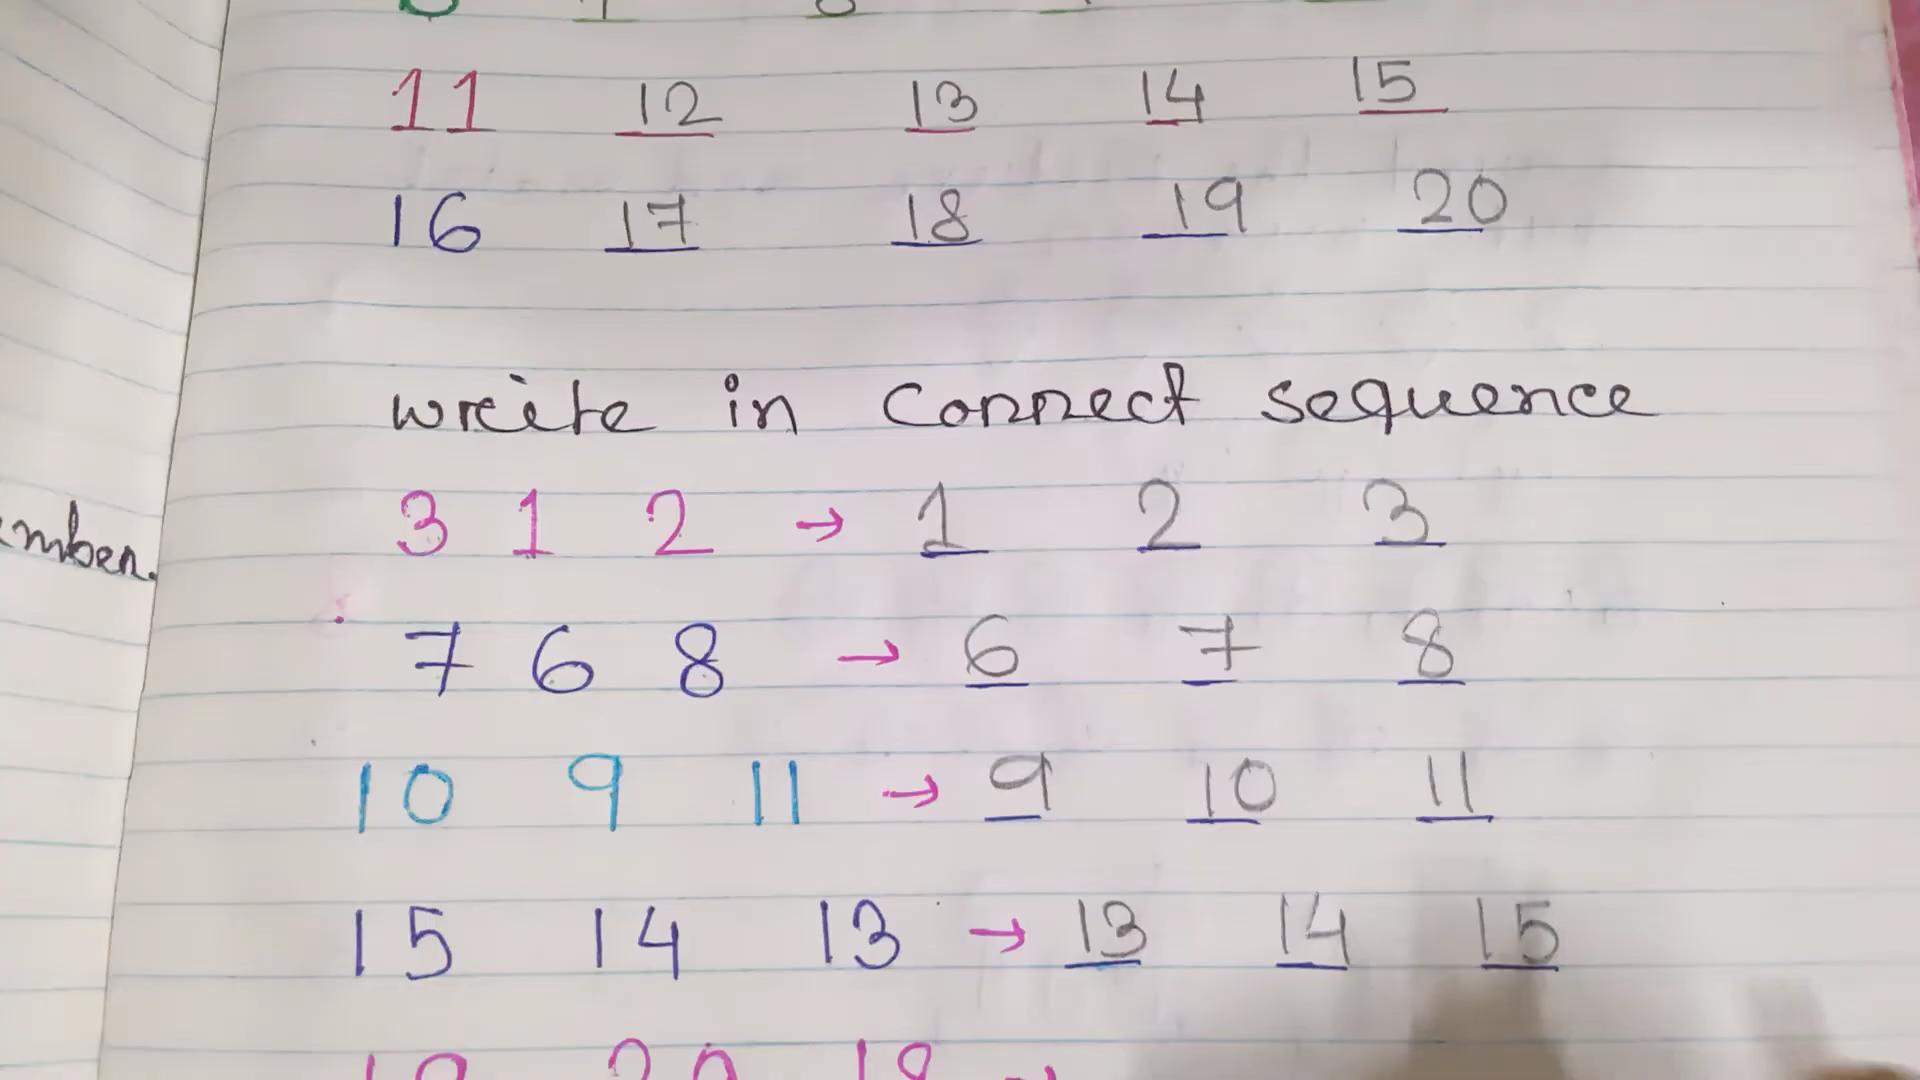 11 12 13 14 15
16 17 18 19 20
write in correct sequence
3 1 2 → 1 2 3
mber.
7 6 8 → 6 7 8
10 9 11 → 9 10 11
15 14 13 → 13 14 15